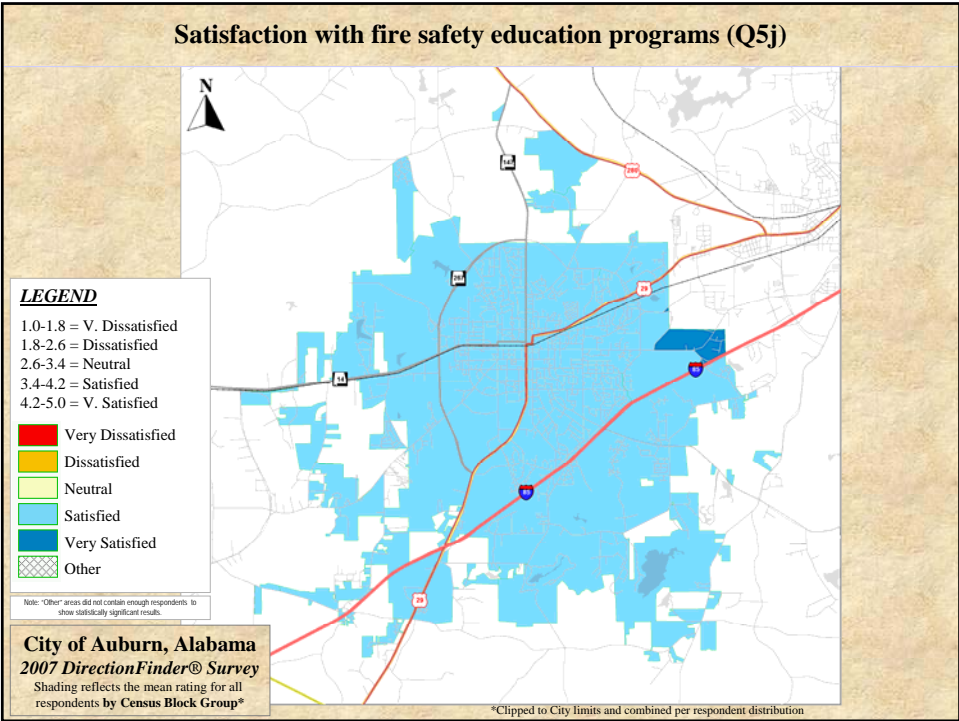 Satisfaction with fire safety education programs (Q5j)
N
147
280
267
29
14
85
85
29
LEGEND
1.0-1.8 = V. Dissatisfied
1.8-2.6 = Dissatisfied
2.6-3.4 = Neutral
3.4-4.2 = Satisfied
4.2-5.0 = V. Satisfied
Very Dissatisfied
Dissatisfied
Neutral
Satisfied
Very Satisfied
Other
Note: "Other" areas did not contain enough respondents to
show statistically significant results.
City of Auburn, Alabama
2007 DirectionFinder® Survey
Shading reflects the mean rating for all
respondents by Census Block Group*
*Clipped to City limits and combined per respondent distribution